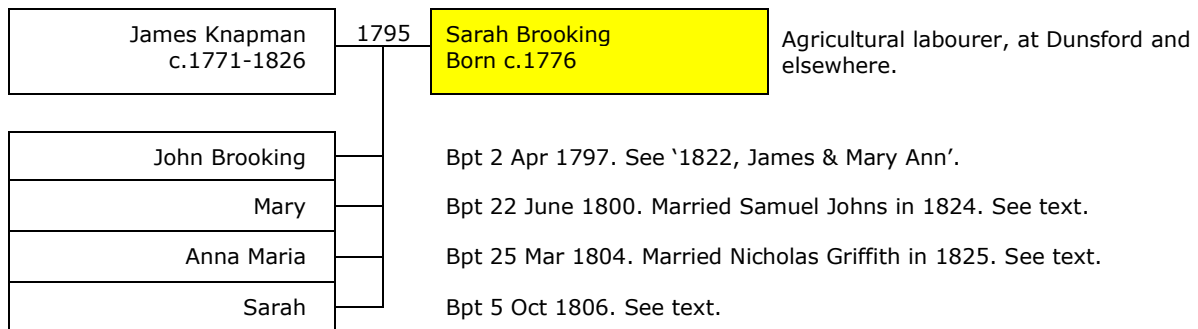 James Knapman
c.1771-1826
1795
Sarah Brooking
Born c.1776
Agricultural labourer, at Dunsford and
elsewhere.
John Brooking
Bpt 2 Apr 1797. See ‘1822, James & Mary Ann’.
Mary
Bpt 22 June 1800. Married Samuel Johns in 1824. See text.
Anna Maria
Bpt 25 Mar 1804. Married Nicholas Griffith in 1825. See text.
Sarah
Bpt 5 Oct 1806. See text.